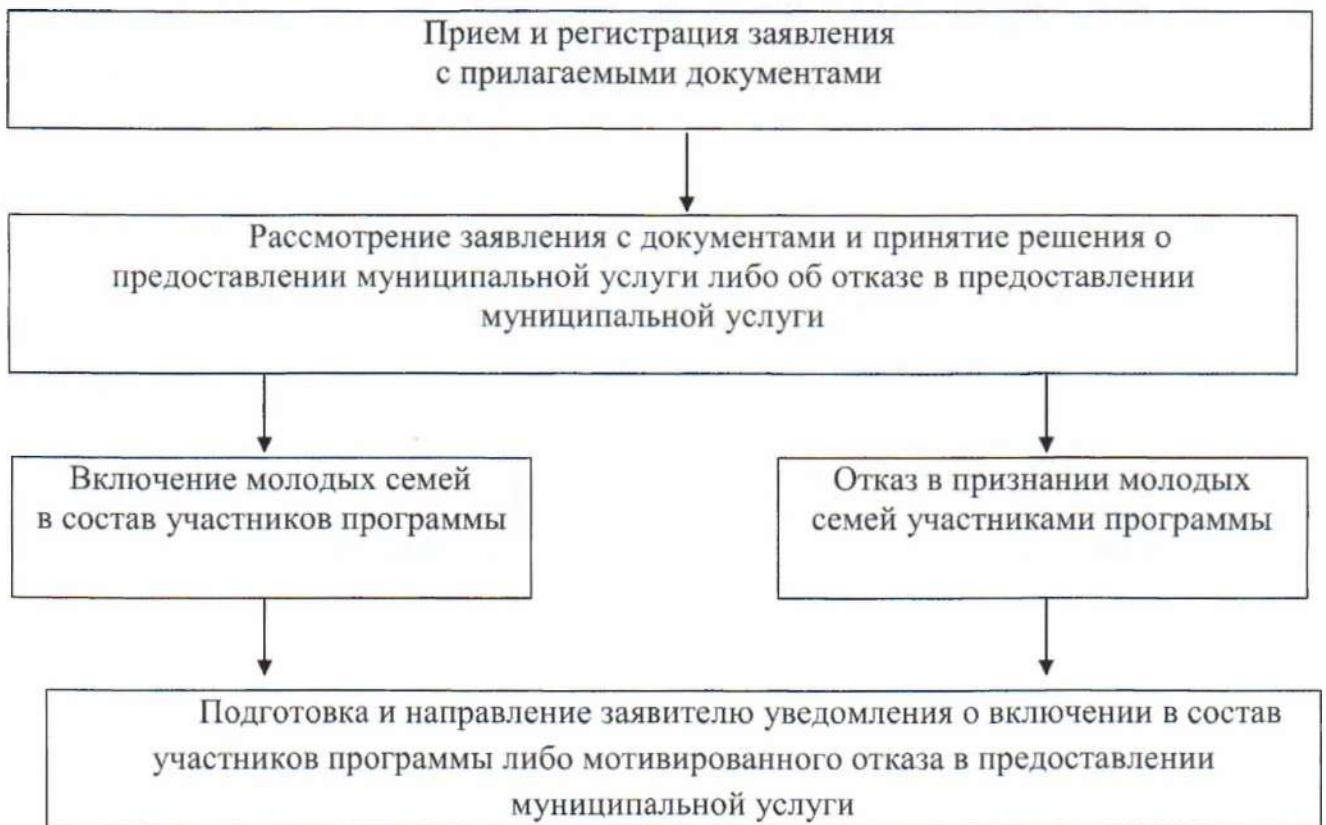 Прием и регистрация заявления
с прилагаемыми документами
Рассмотрение заявления с документами и принятие решения о
предоставлении муниципальной услуги либо об отказе в предоставлении
муниципальной услуги
Включение молодых семей
в состав участников программы
Отказ в признании молодых
семей участниками программы
Подготовка и направление заявителю уведомления о включении в состав
участников программы либо мотивированного отказа в предоставлении
муниципальной услуги